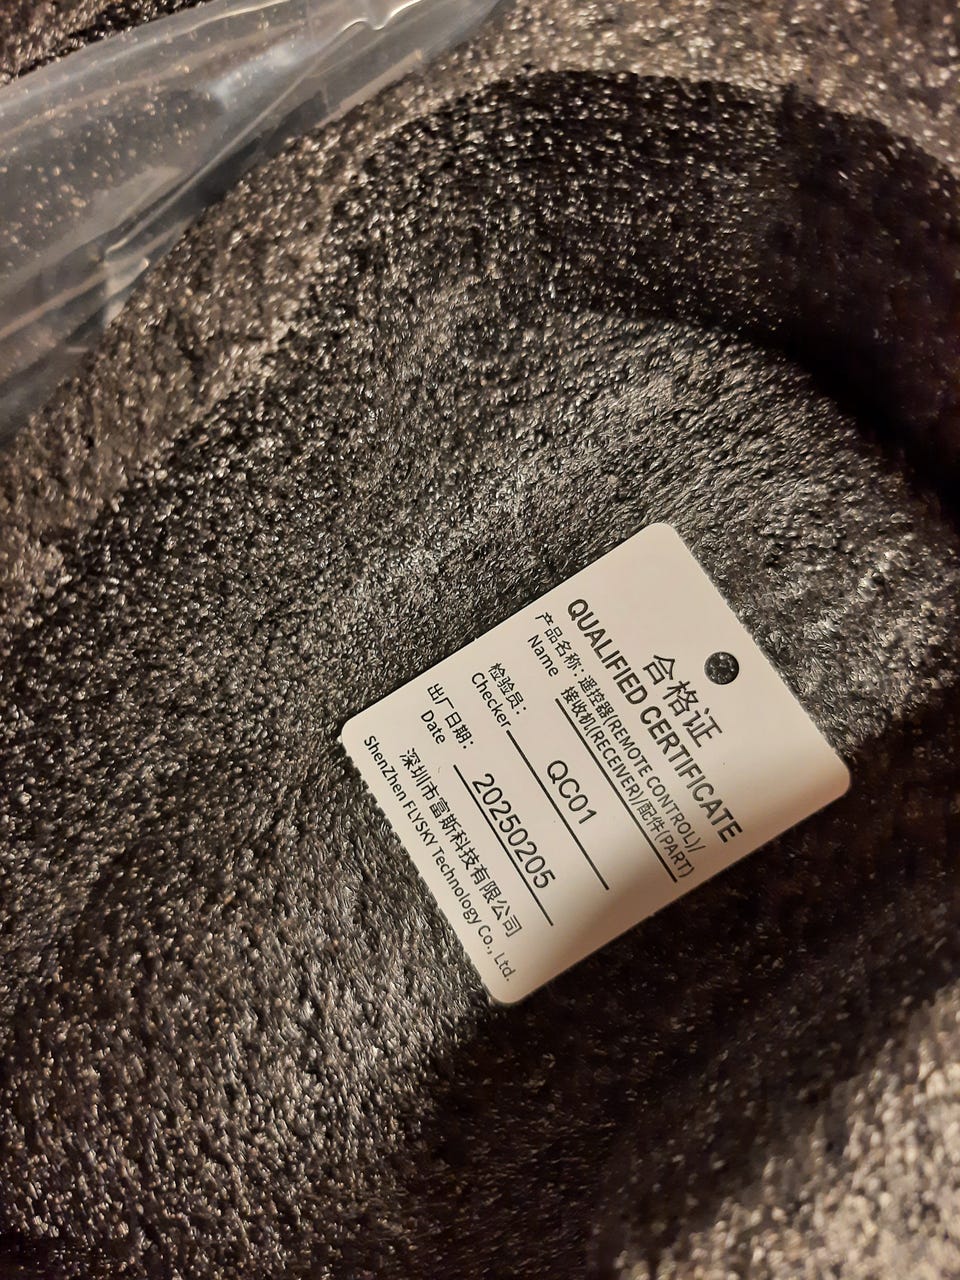 合格证
QUALIFIED CERTIFICATE
产品名称：遥控器(REMOTE CONTROL)/
Name 接收机(RECEIVER)/配件(PART)
检验员：
Checker QC01
出厂日期：
Date 20250205
深圳市富斯科技有限公司
ShenZhen FLYSKY Technology Co., Ltd.